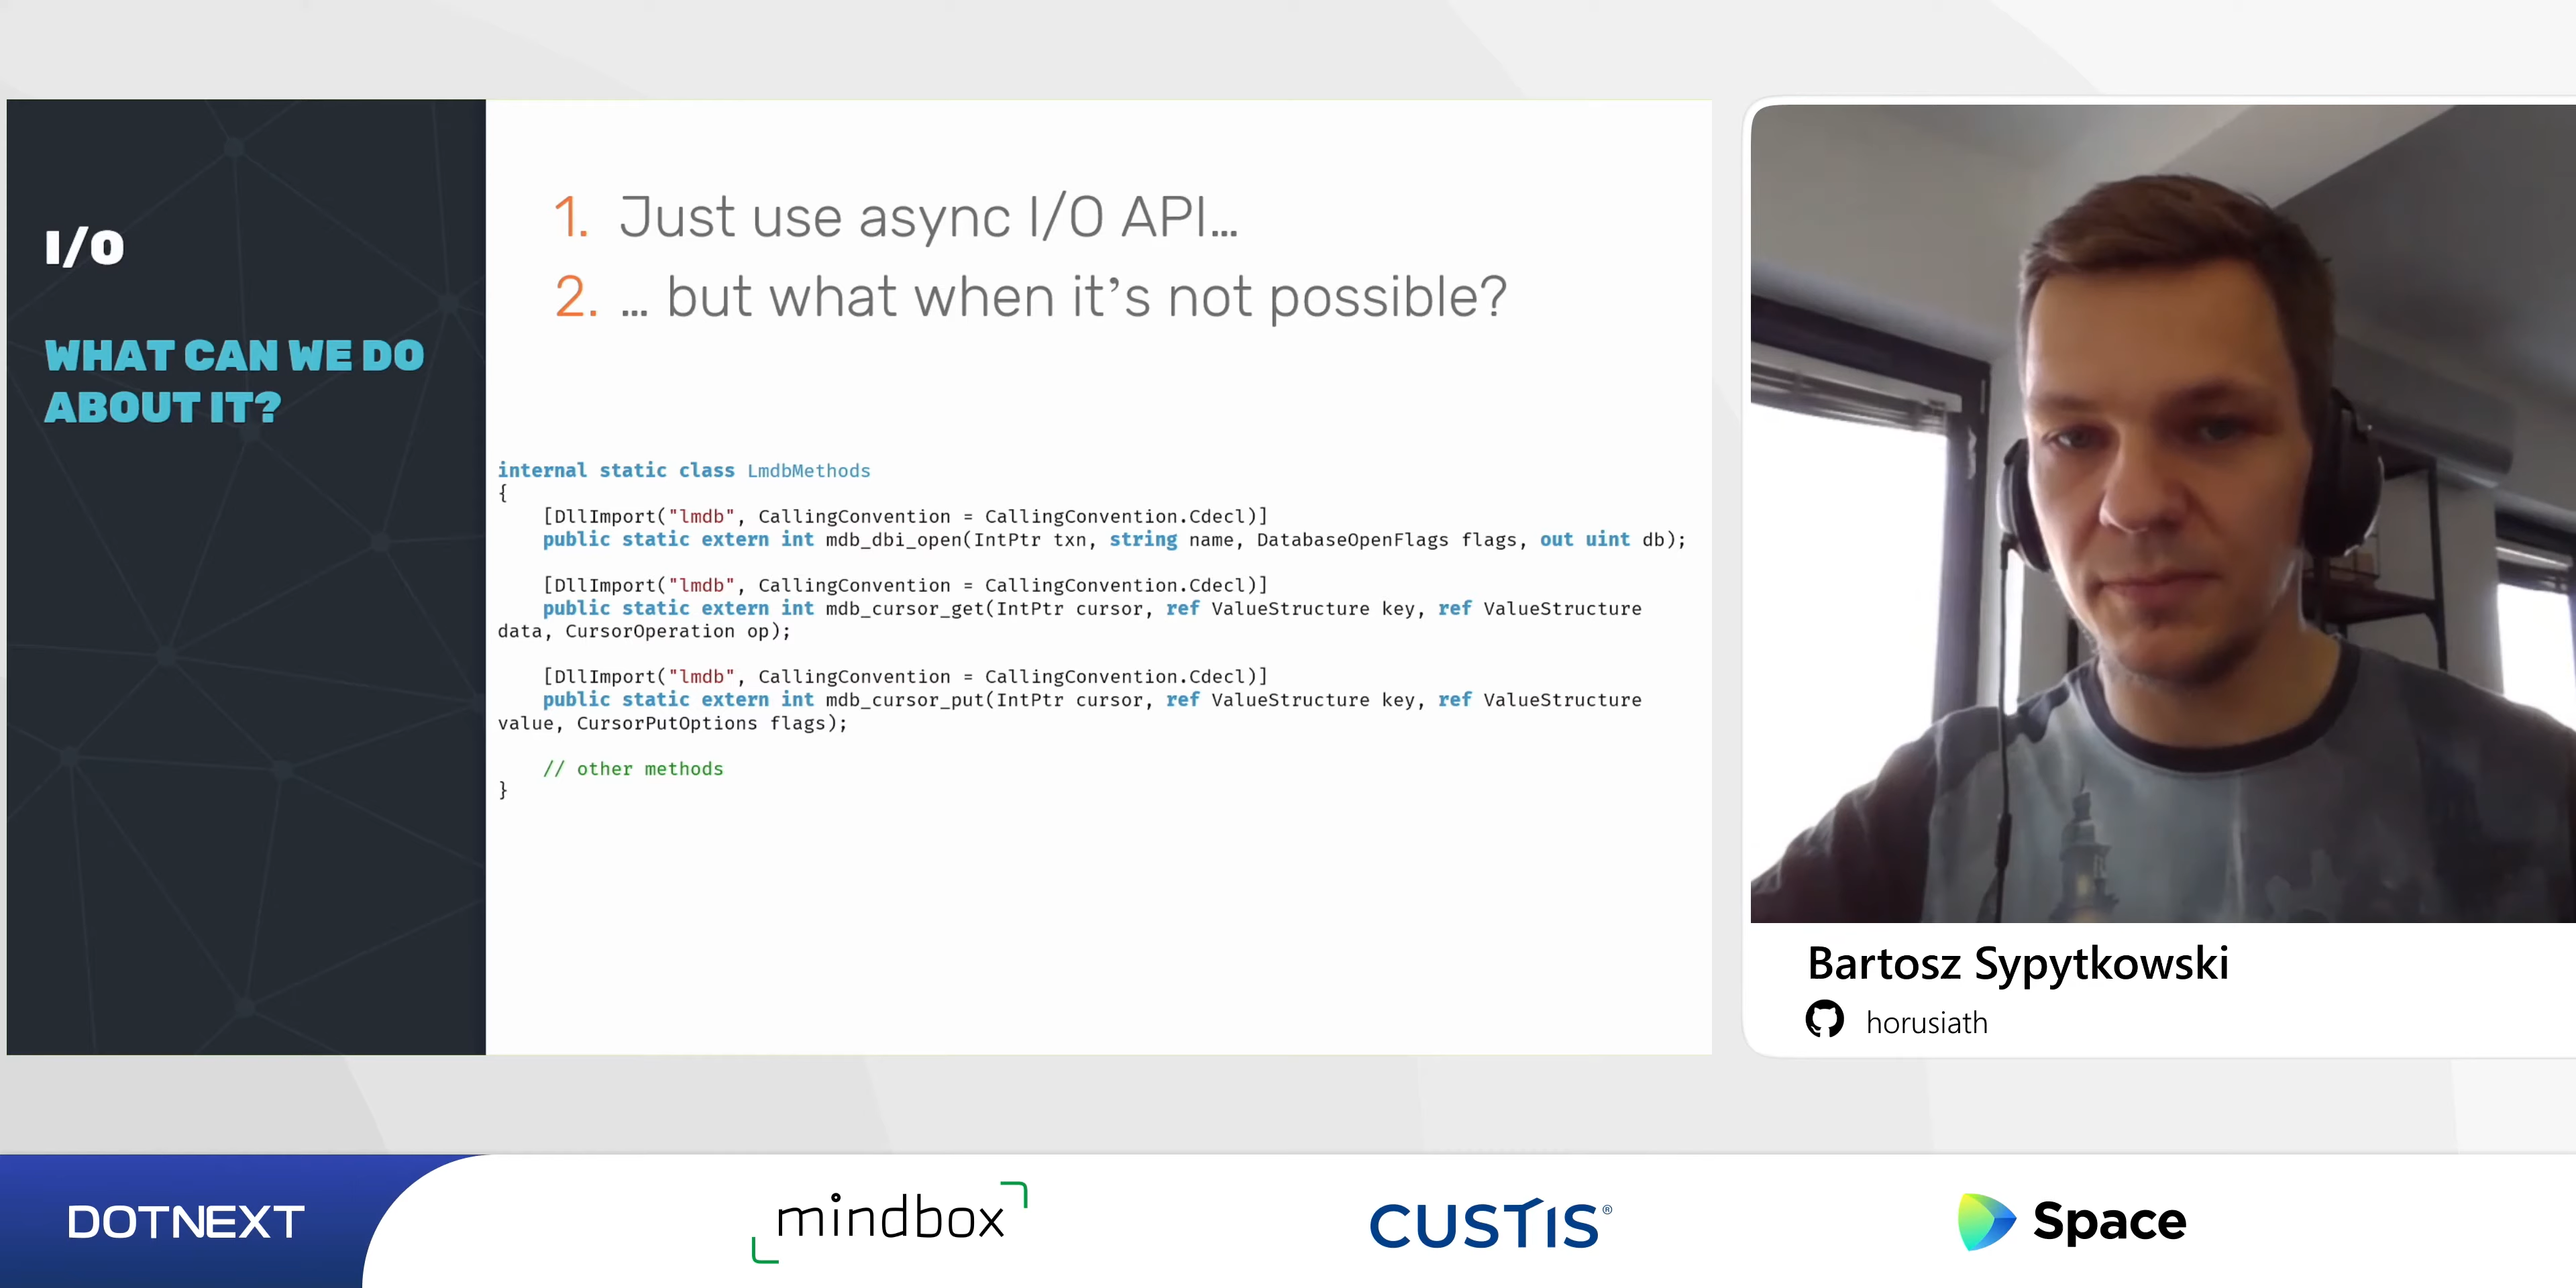 I/O
WHAT CAN WE DO
ABOUT IT?
1. Just use async I/O API...
2. ... but what when it's not possible?
internal static class LmdbMethods
{
    [DllImport("lmdb", CallingConvention = CallingConvention.Cdecl)]
    public static extern int mdb_dbi_open(IntPtr txn, string name, DatabaseOpenFlags flags, out uint db);
    [DllImport("lmdb", CallingConvention = CallingConvention.Cdecl)]
    public static extern int mdb_cursor_get(IntPtr cursor, ref ValueStructure key, ref ValueStructure
data, CursorOperation op);
    [DllImport("lmdb", CallingConvention = CallingConvention.Cdecl)]
    public static extern int mdb_cursor_put(IntPtr cursor, ref ValueStructure key, ref ValueStructure
value, CursorPutOptions flags);
    // other methods
}
Bartosz Sypytkowski
horusiath
DOTNEXT
mindbox
CUSTIS®
Space